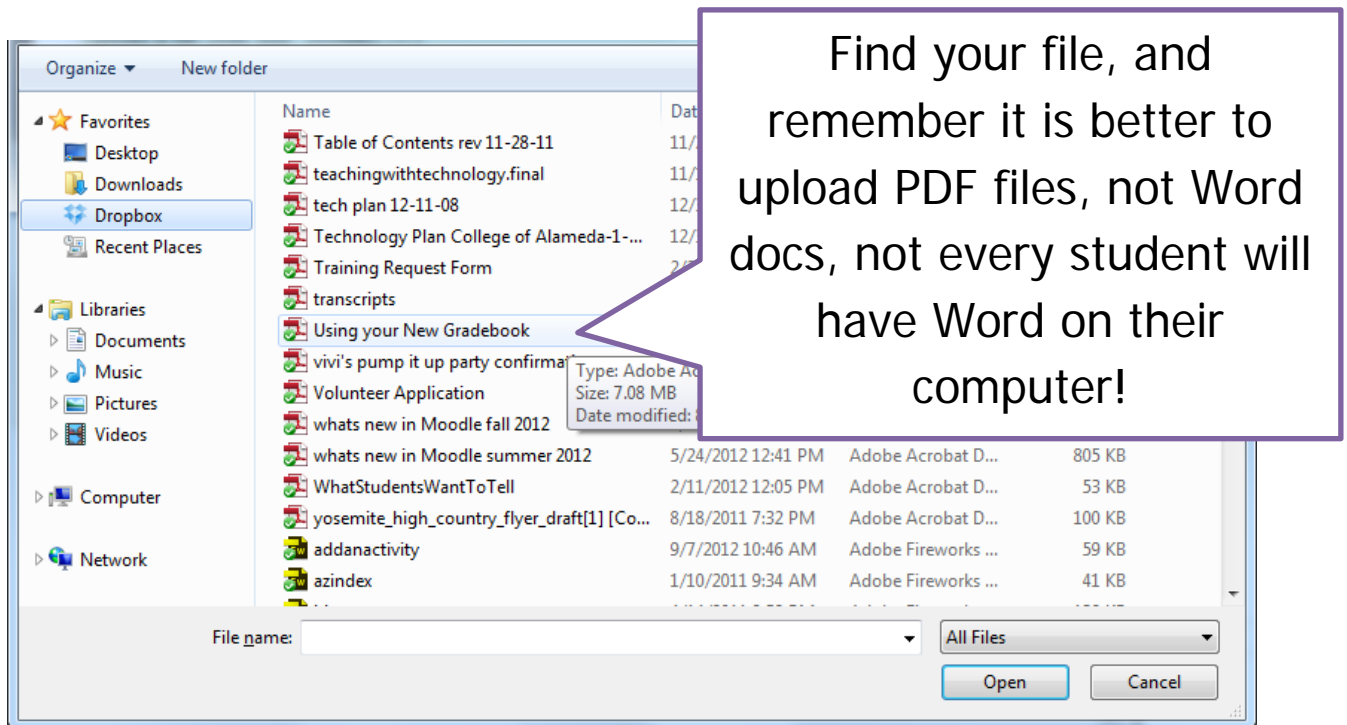 Find your file, and
remember it is better to
upload PDF files, not Word
docs, not every student will
have Word on their
computer!
Organize New folder
Favorites
Desktop
Downloads
Dropbox
Recent Places
Libraries
Documents
Music
Pictures
Videos
Computer
Network
Name
Table of Contents rev 11-28-11 11/
teachingwithtechnology.final 11/
tech plan 12-11-08 12/
Technology Plan College of Alameda-1-... 12/
Training Request Form 2/
transcripts
Using your New Gradebook
vivi's pump it up party
Volunteer Application
whats new in Moodle fall 2012
Type:
Size: 7.08 MB
Date modified:
whats new in Moodle summer 2012 5/24/2012 12:41 PM Adobe Acrobat D... 805 KB
WhatStudentsWantToTell 2/11/2012 12:05 PM Adobe Acrobat D... 53 KB
yosemite_high_country_flyer_draft[1] [Co... 8/18/2011 7:32 PM Adobe Acrobat D... 100 KB
addanactivity 9/7/2012 10:46 AM Adobe Fireworks ... 59 KB
azindex 1/10/2011 9:34 AM Adobe Fireworks ... 41 KB
File name: All Files
Open Cancel